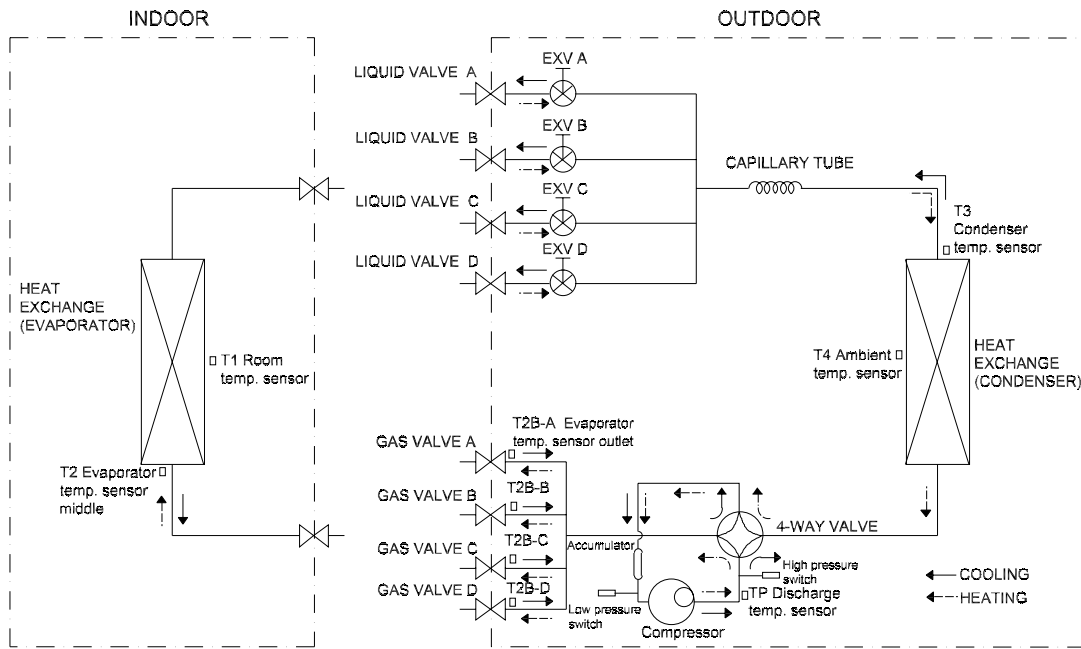 INDOOR
OUTDOOR
LIQUID VALVE A
EXV A
LIQUID VALVE B
EXV B
LIQUID VALVE C
EXV C
LIQUID VALVE D
EXV D
CAPILLARY TUBE
T3
Condenser
temp. sensor
HEAT
EXCHANGE
(EVAPORATOR)
T1 Room
temp. sensor
T4 Ambient
temp. sensor
HEAT
EXCHANGE
(CONDENSER)
T2 Evaporator
temp. sensor
middle
GAS VALVE A
T2B-A Evaporator
temp. sensor outlet
GAS VALVE B
T2B-B
GAS VALVE C
T2B-C
GAS VALVE D
T2B-D
Accumulator
4-WAY VALVE
High pressure
switch
Low pressure
switch
TP Discharge
temp. sensor
Compressor
COOLING
HEATING